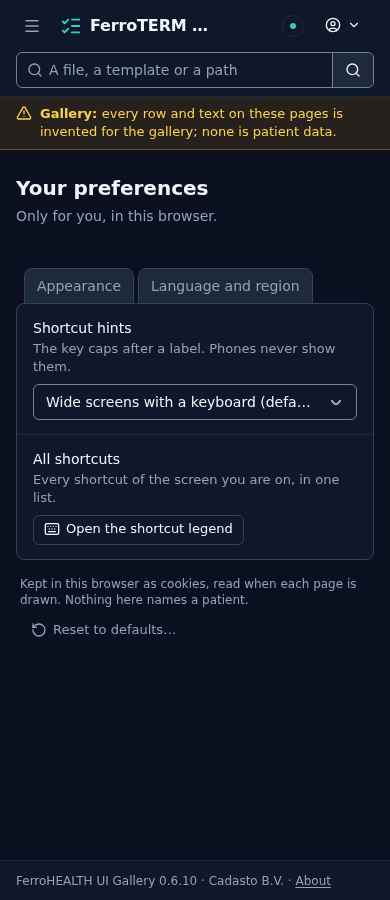 FerroTERM …
A file, a template or a path
Gallery: every row and text on these pages is
invented for the gallery; none is patient data.
Your preferences
Only for you, in this browser.
Appearance
Language and region
Shortcut hints
The key caps after a label. Phones never show
them.
Wide screens with a keyboard (defa…
All shortcuts
Every shortcut of the screen you are on, in one
list.
Open the shortcut legend
Kept in this browser as cookies, read when each page is
drawn. Nothing here names a patient.
Reset to defaults…
FerroHEALTH UI Gallery 0.6.10 · Cadasto B.V. · About